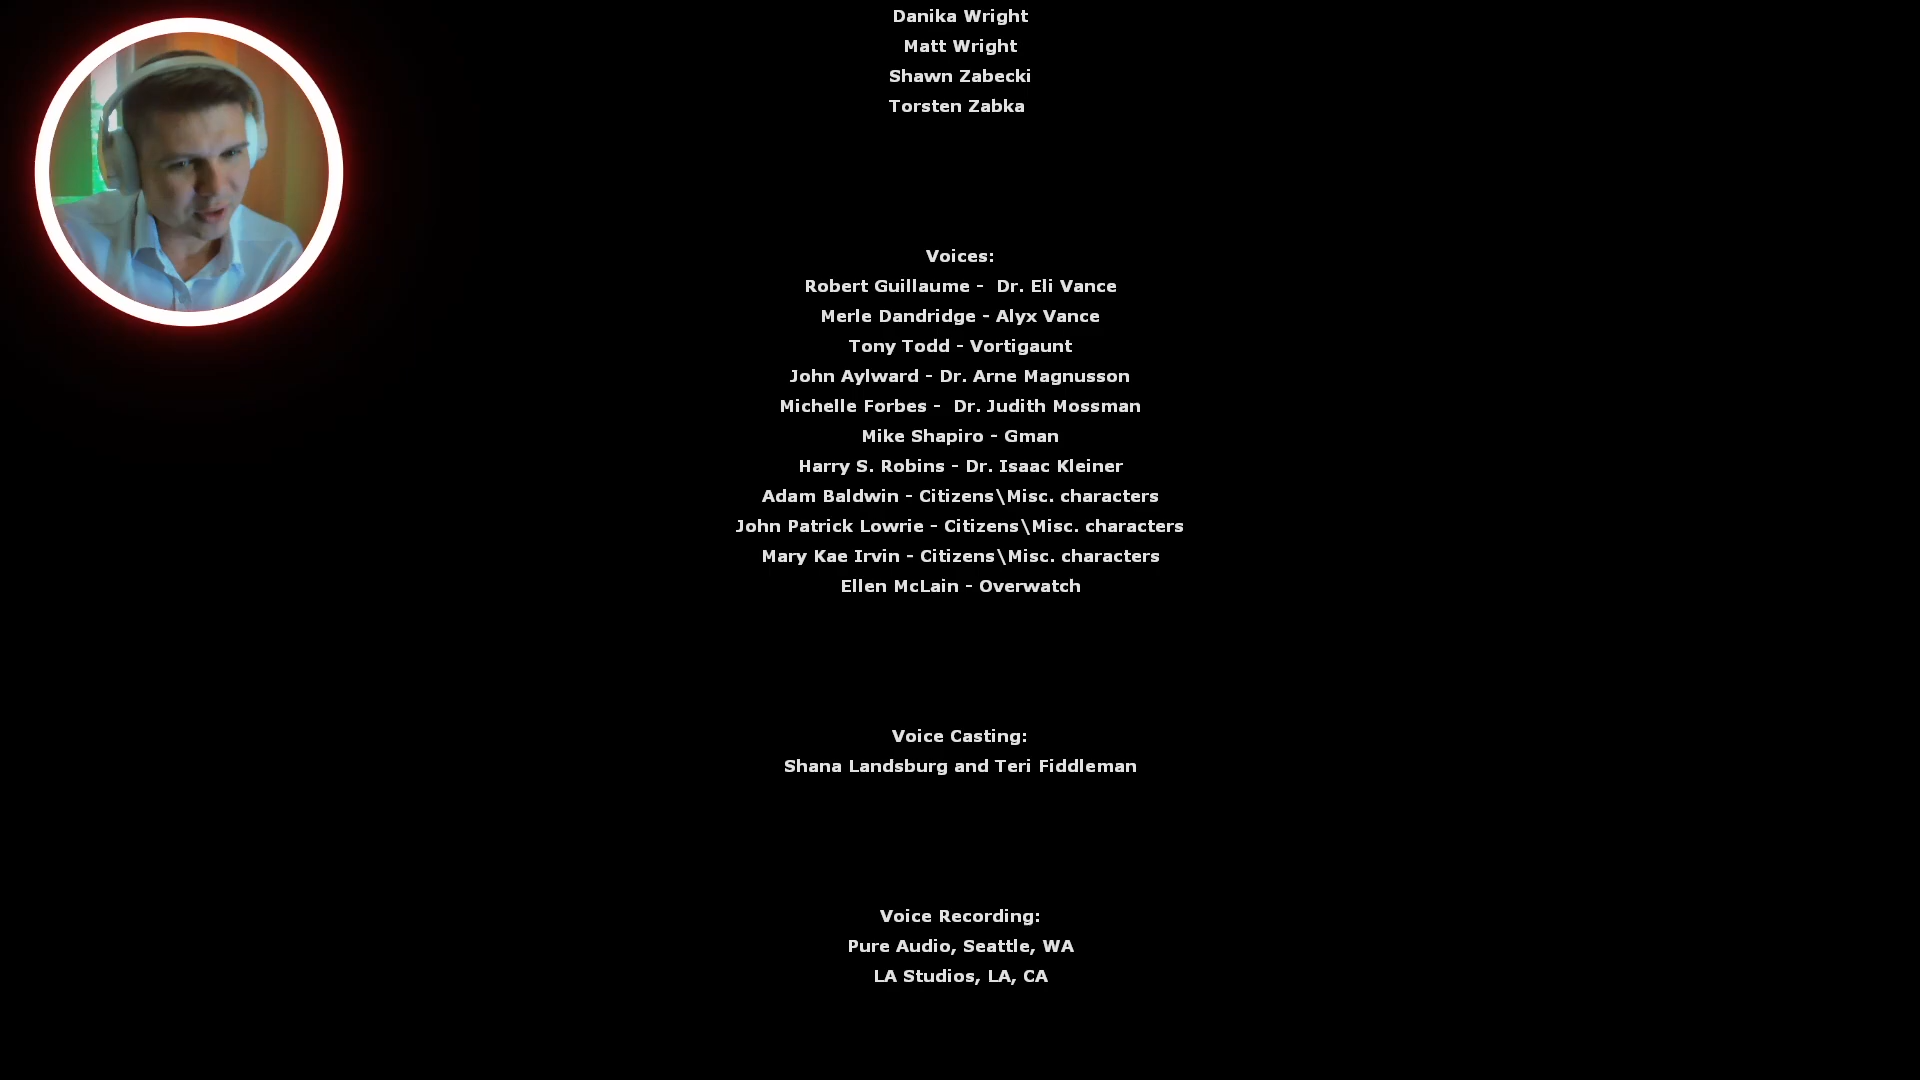 Danika Wright
Matt Wright
Shawn Zabecki
Torsten Zabka
Voices:
Robert Guillaume -  Dr. Eli Vance
Merle Dandridge - Alyx Vance
Tony Todd - Vortigaunt
John Aylward - Dr. Arne Magnusson
Michelle Forbes -  Dr. Judith Mossman
Mike Shapiro - Gman
Harry S. Robins - Dr. Isaac Kleiner
Adam Baldwin - Citizens\Misc. characters
John Patrick Lowrie - Citizens\Misc. characters
Mary Kae Irvin - Citizens\Misc. characters
Ellen McLain - Overwatch
Voice Casting:
Shana Landsburg and Teri Fiddleman
Voice Recording:
Pure Audio, Seattle, WA
LA Studios, LA, CA